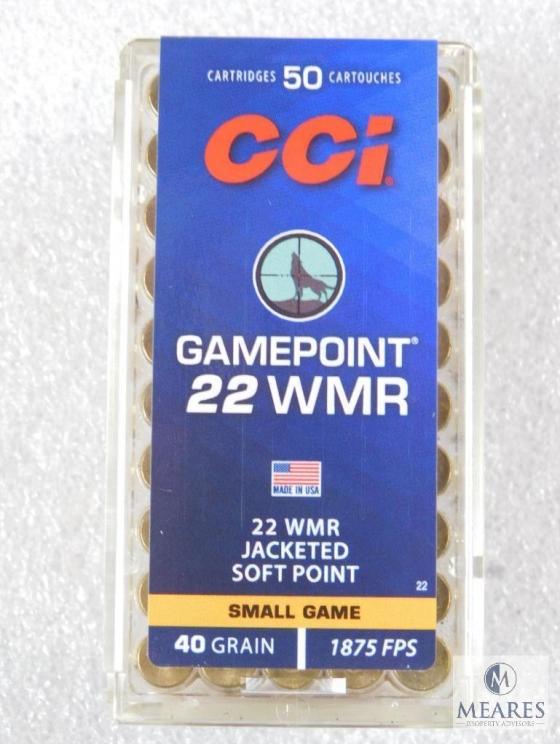 CARTRIDGES 50 CARTOUCHES
CCI®
GAMEPOINT®
22 WMR
MADE IN USA
22 WMR
JACKETED
SOFT POINT
22
SMALL GAME
40 GRAIN | 1875 FPS
M
MEARES
PROPERTY ADVISORS